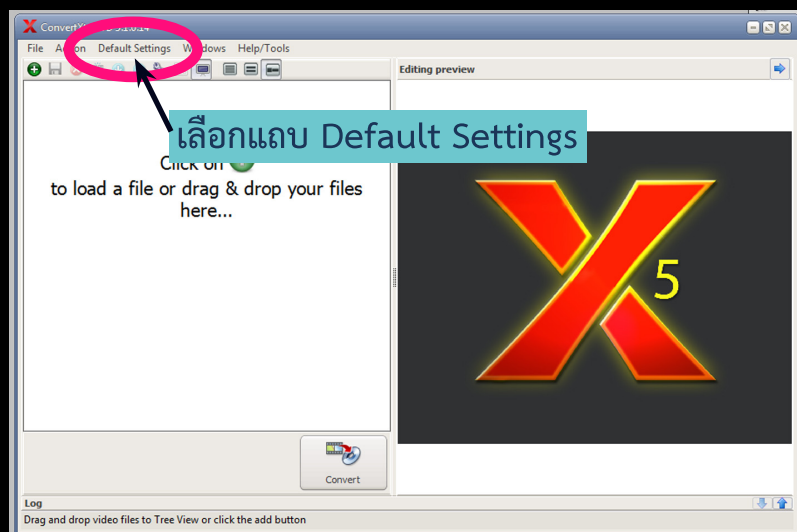 File Default Settings Help/Tools
Editing preview
เลือกแถบ Default Settings
Click on
to load a file or drag & drop your files
here...
5
Convert
Log
Drag and drop video files to Tree View or click the add button